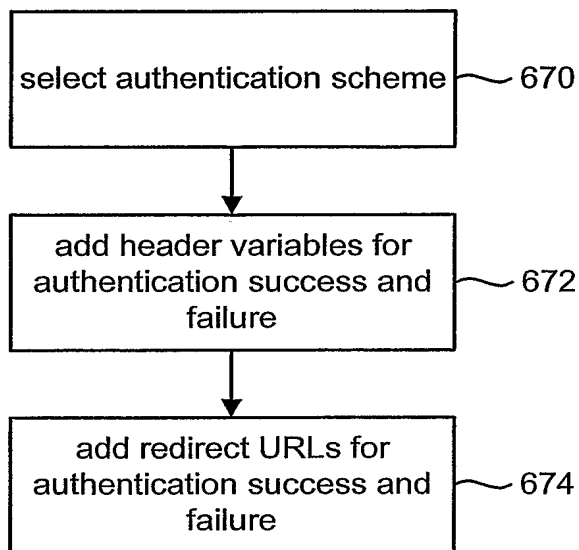 select authentication scheme 670
add header variables for
authentication success and 672
failure
add redirect URLs for
authentication success and 674
failure